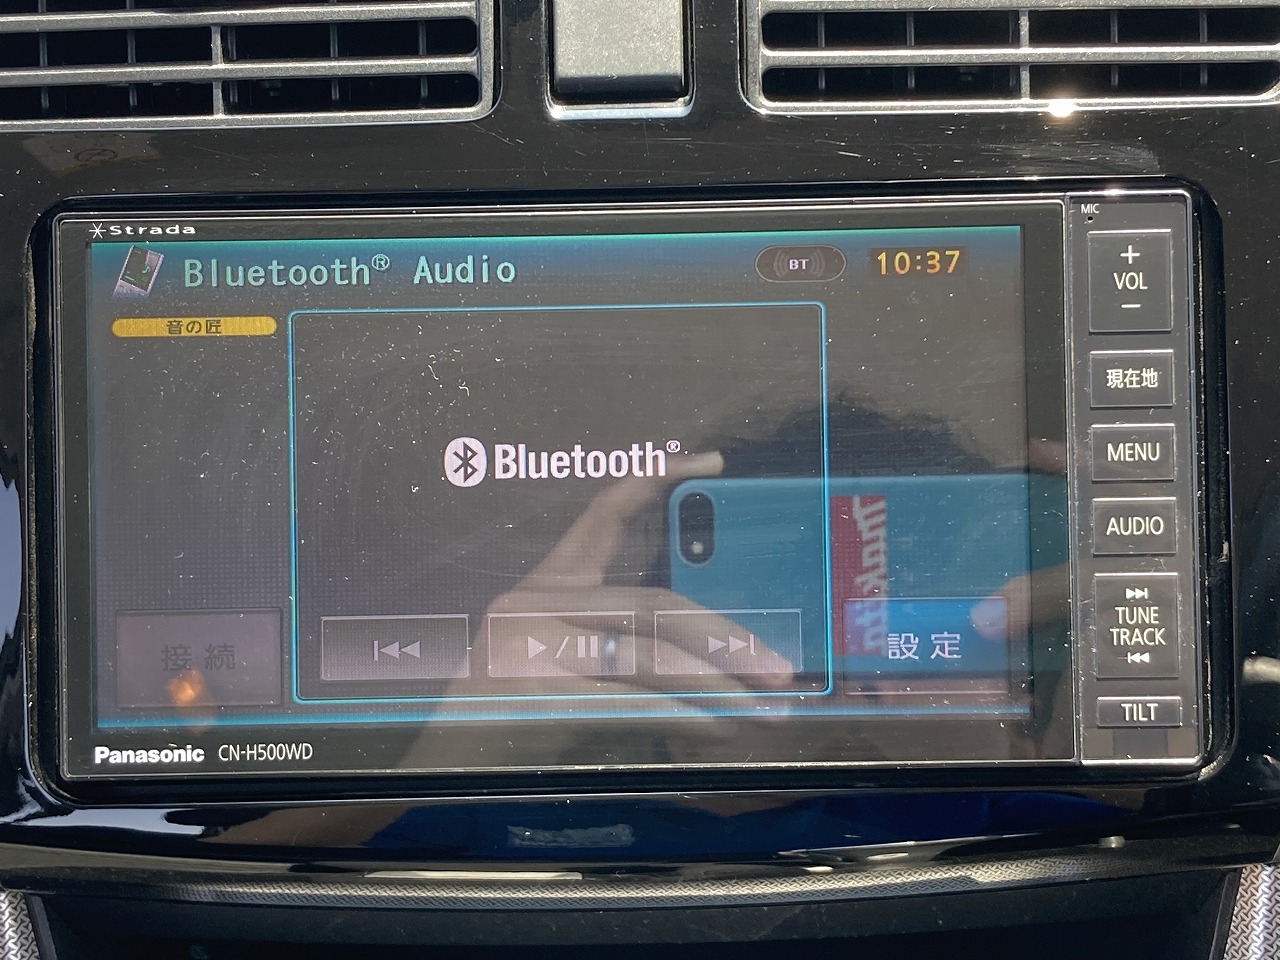 Strada
MIC
Bluetooth® Audio
BT
10:37
音の匠
+
VOL
−
現在地
MENU
Bluetooth®
AUDIO
makita
TUNE
TRACK
接続
設定
TILT
Panasonic CN-H500WD